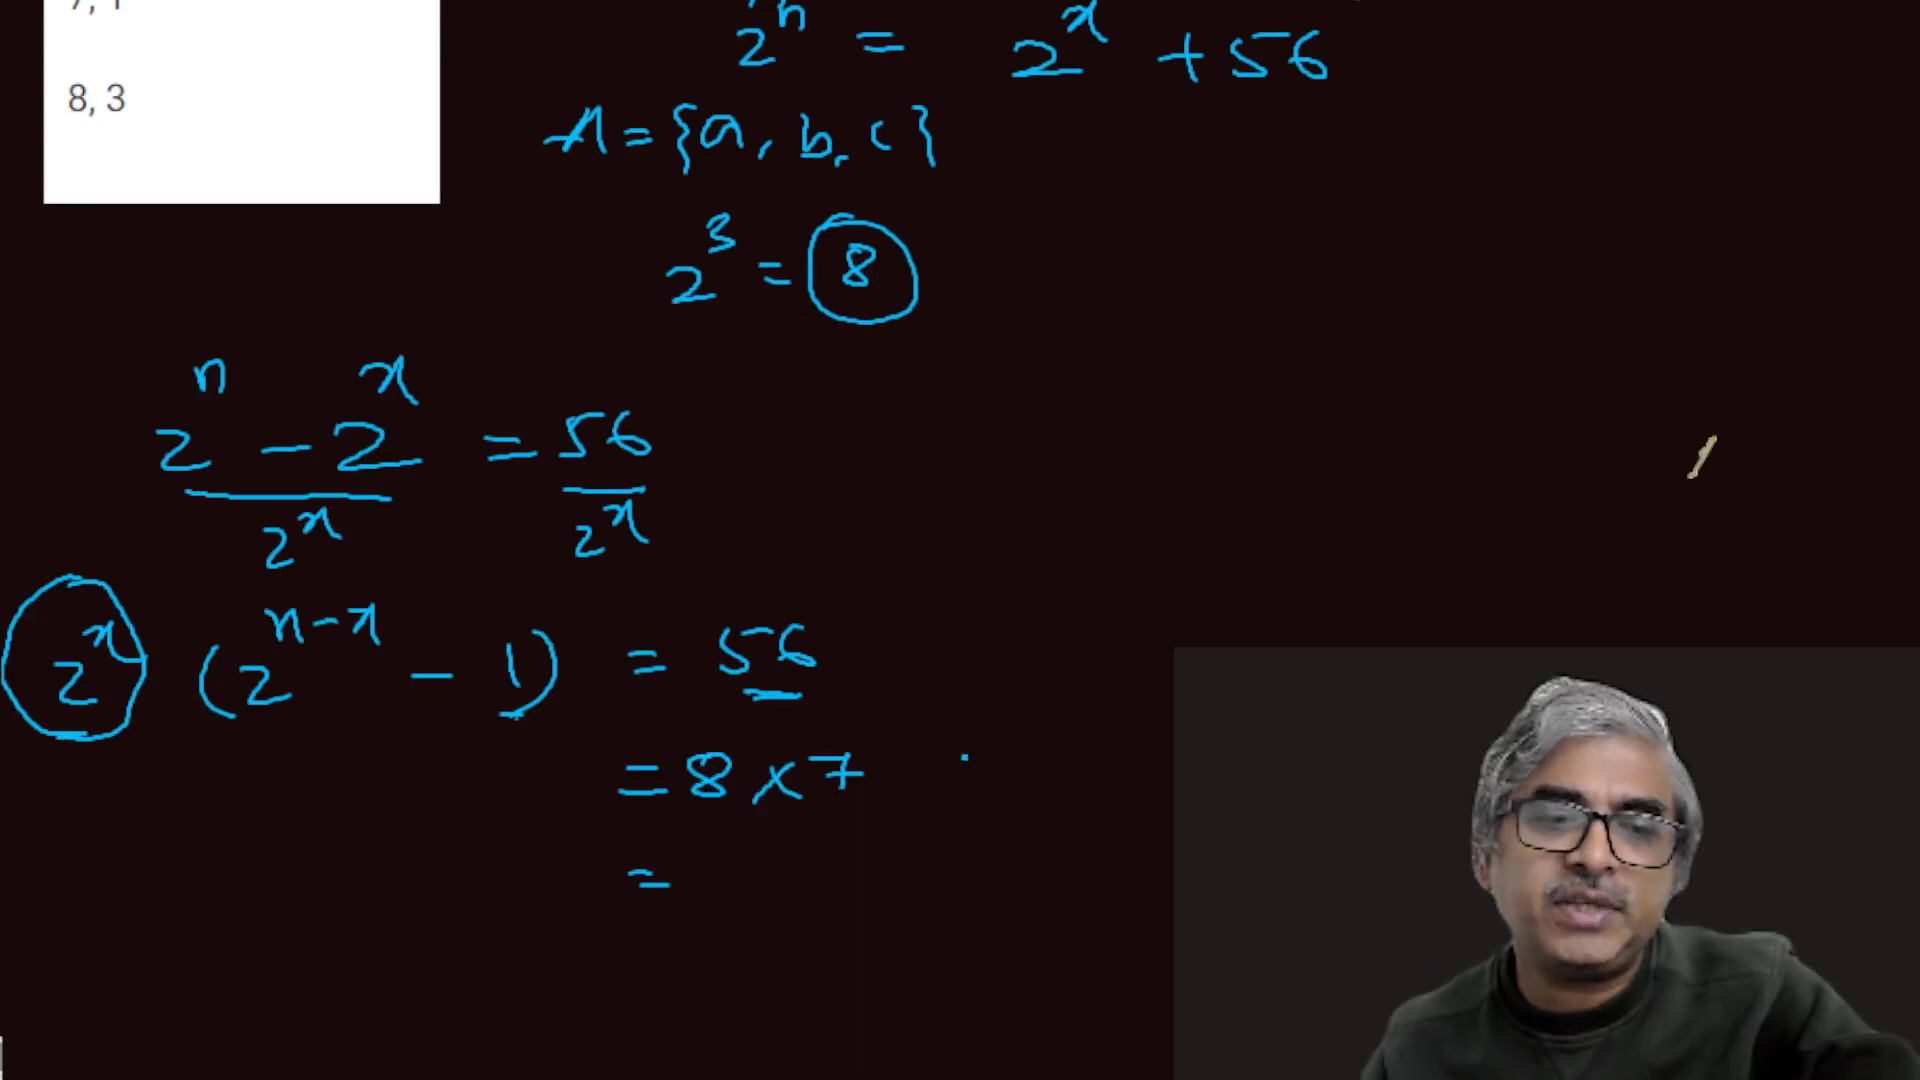 8, 3
2^n = 2^x + 56
A = {a, b, c}
2^3 = 8
2^n - 2^x = 56
2^x 2^x
2^x (2^{n-x} - 1) = 56
= 8 x 7
=